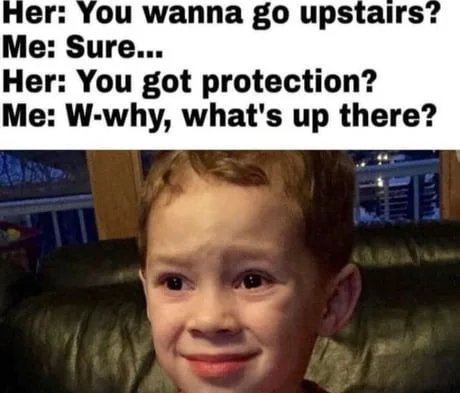 Her: You wanna go upstairs?
Me: Sure...
Her: You got protection?
Me: W-why, what's up there?